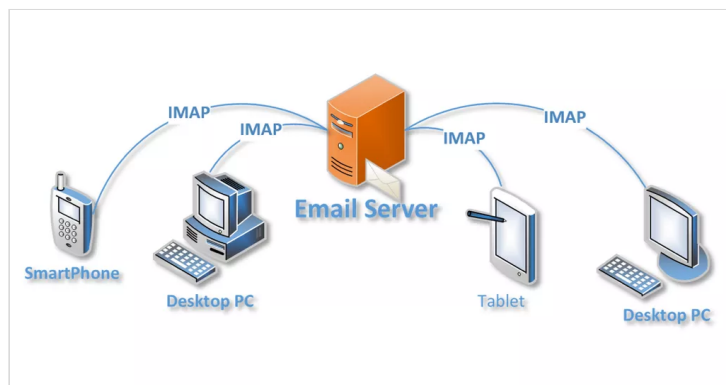 IMAP
IMAP
IMAP
IMAP
Email Server
SmartPhone
Desktop PC
Tablet
Desktop PC